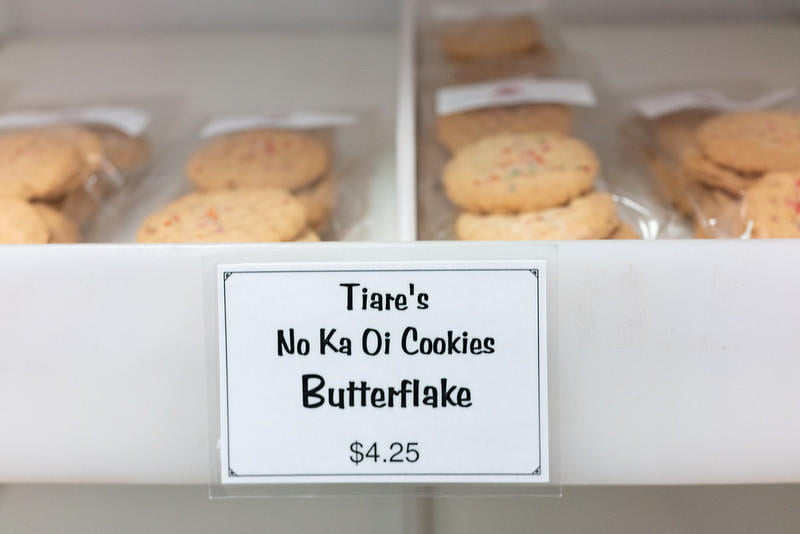 Tiare's
No Ka Oi Cookies
Butterflake
$4.25